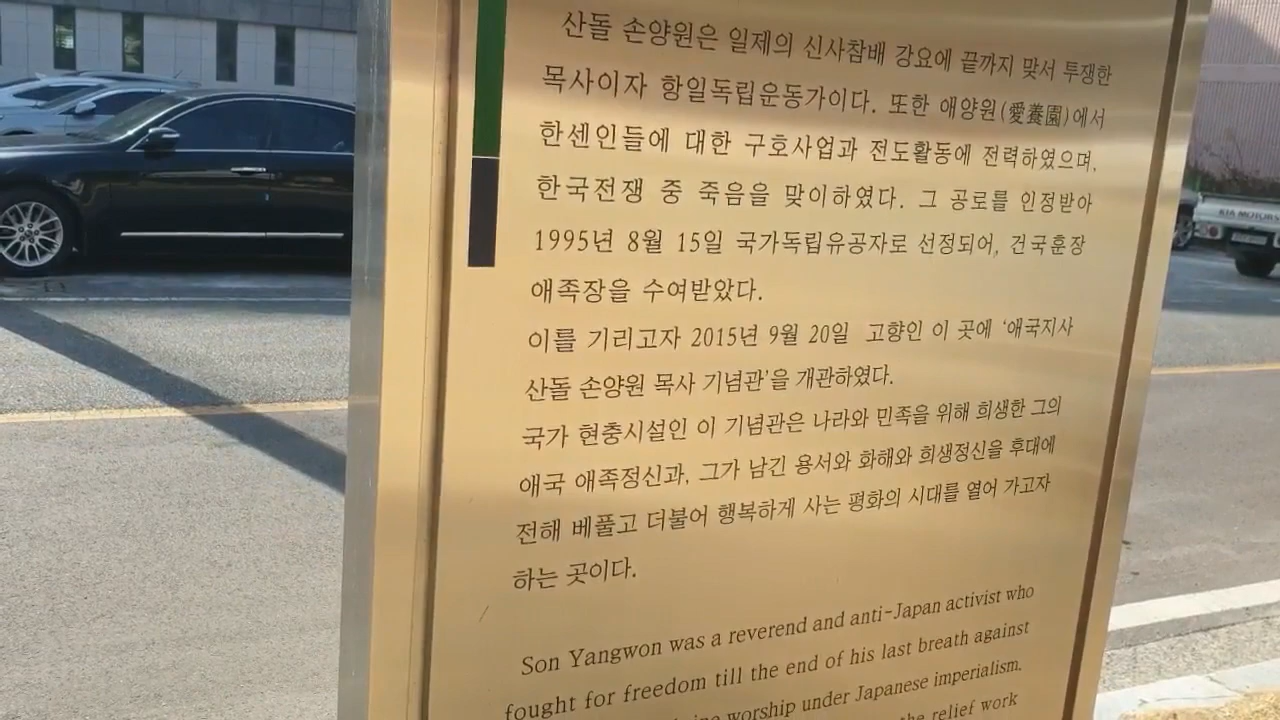 산돌 손양원은 일제의 신사참배 강요에 끝까지 맞서 투쟁한
목사이자 항일독립운동가이다. 또한 애양원(愛養園)에서
한센인들에 대한 구호사업과 전도활동에 전력하였으며,
한국전쟁 중 죽음을 맞이하였다. 그 공로를 인정받아
1995년 8월 15일 국가독립유공자로 선정되어, 건국훈장
애족장을 수여받았다.
이를 기리고자 2015년 9월 20일 고향인 이 곳에 '애국지사
산돌 손양원 목사 기념관'을 개관하였다.
국가 현충시설인 이 기념관은 나라와 민족을 위해 희생한 그의
애국 애족정신과, 그가 남긴 용서와 화해와 희생정신을 후대에
전해 베풀고 더불어 행복하게 사는 평화의 시대를 열어 가고자
하는 곳이다.
Son Yangwon was a reverend and anti-Japan activist who
fought for freedom till the end of his last breath against
worship under Japanese imperialism.
the relief work
KIA MOTORS